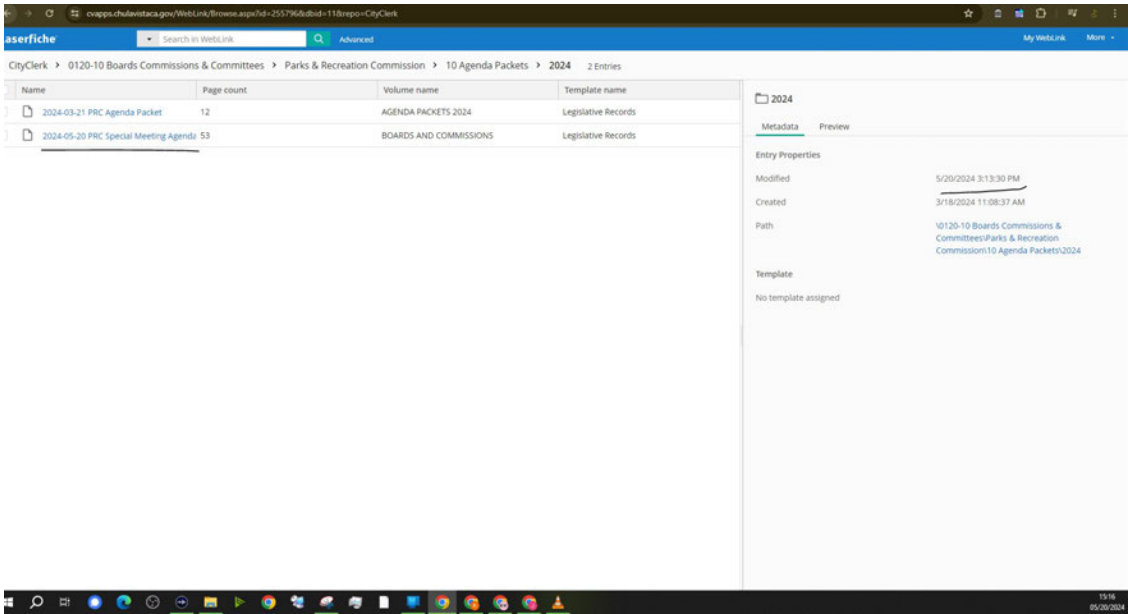 cvapps.chulavistaca.gov/WebLink/Browse.aspx?id=255796&dbid=11&repo=CityClerk
aserfiche
Search in WebLink
Advanced
My WebLink
More
CityClerk > 0120-10 Boards Commissions & Committees > Parks & Recreation Commission > 10 Agenda Packets > 2024 2 Entries
Name Page count Volume name Template name
2024-03-21 PRC Agenda Packet 12 AGENDA PACKETS 2024 Legislative Records
2024-05-20 PRC Special Meeting Agenda 53 BOARDS AND COMMISSIONS Legislative Records
2024
Metadata Preview
Entry Properties
Modified 5/20/2024 3:13:30 PM
Created 3/18/2024 11:08:37 AM
Path \0120-10 Boards Commissions &
Committees\Parks & Recreation
Commission\10 Agenda Packets\2024
Template
No template assigned
15:16
05/20/2024